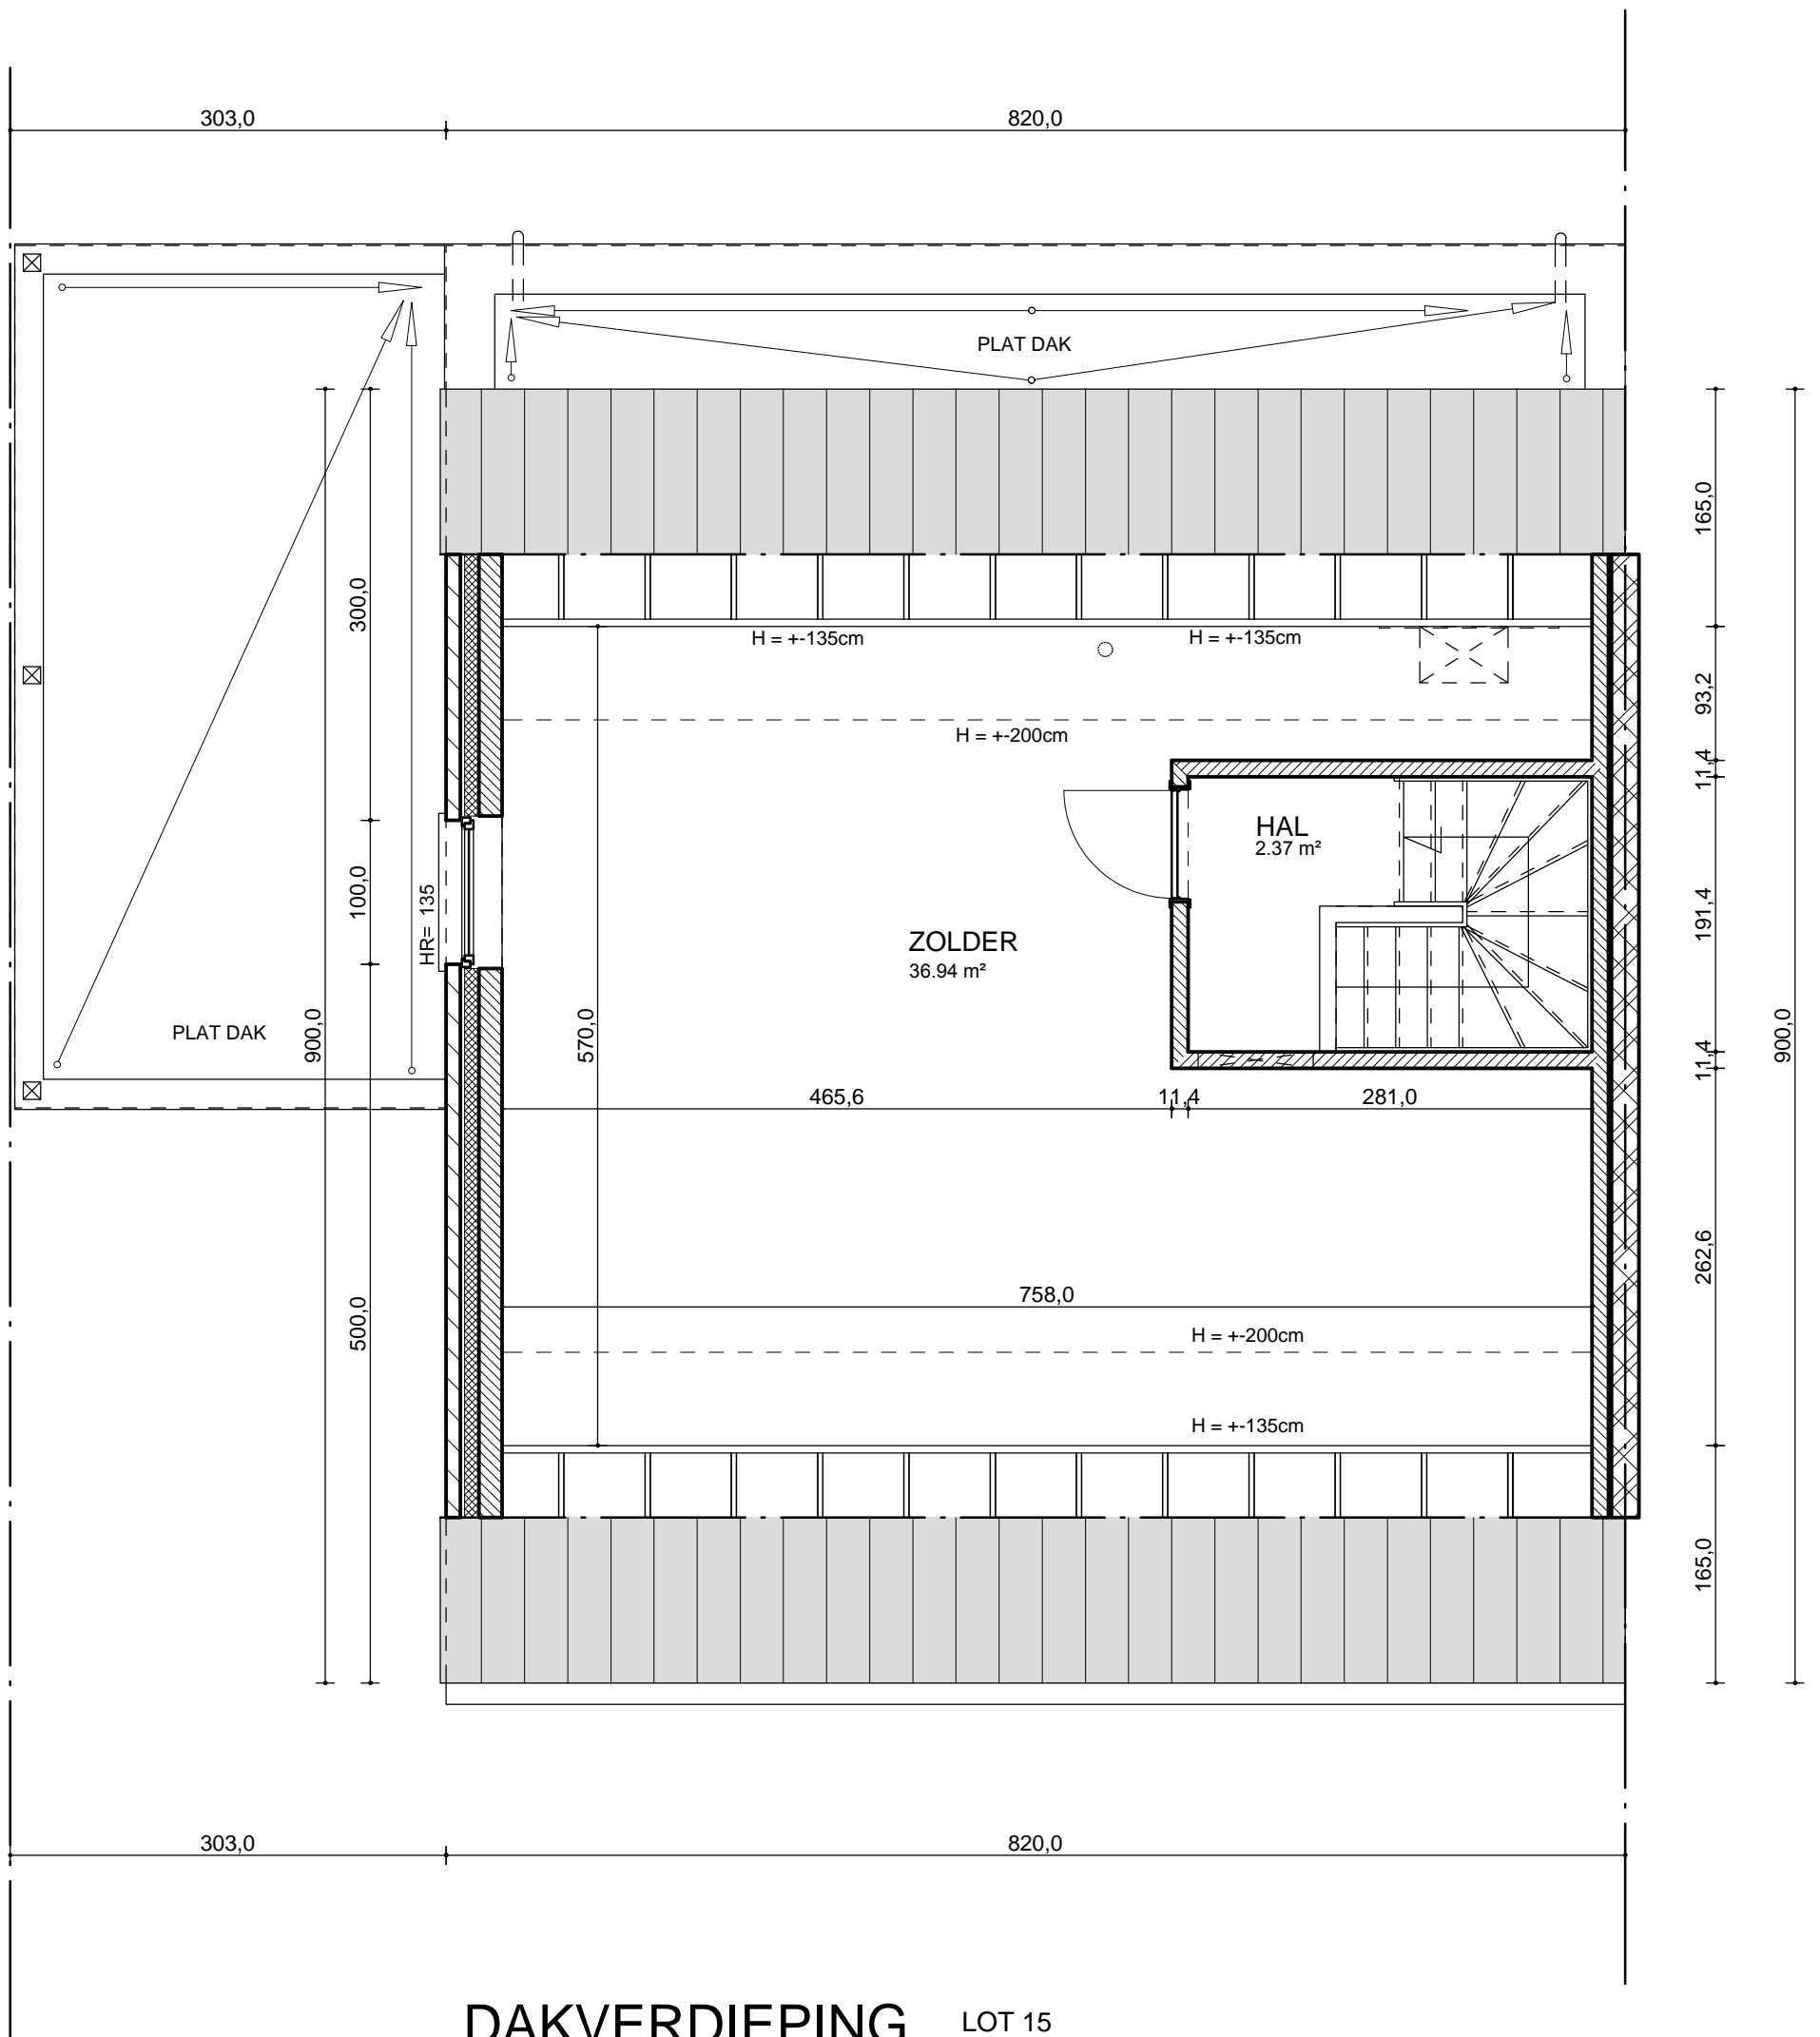 303,0
820,0
PLAT DAK
165,0
300,0
H = +-135cm
H = +-135cm
93,2
H = +-200cm
11,4
HAL
2.37 m²
100,0
HR= 135
191,4
ZOLDER
36.94 m²
PLAT DAK
900,0
570,0
900,0
11,4
465,6
11,4
281,0
262,6
758,0
500,0
H = +-200cm
H = +-135cm
165,0
303,0
820,0
DAKVERDIEPING
LOT 15